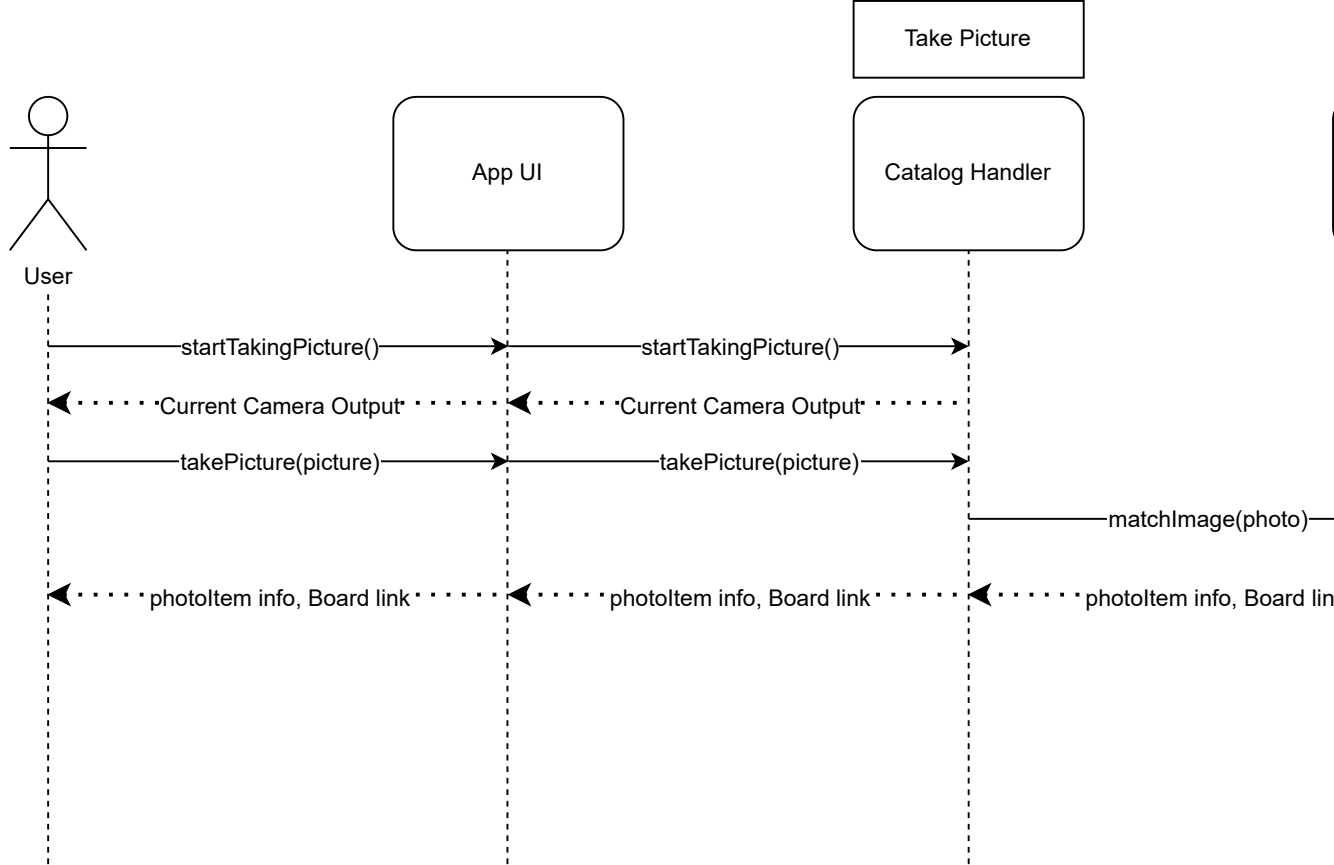 Take Picture
App UI
Catalog Handler
User
startTakingPicture()
startTakingPicture()
Current Camera Output
Current Camera Output
takePicture(picture)
takePicture(picture)
matchImage(photo)
photoItem info, Board link
photoItem info, Board link
photoItem info, Board lin